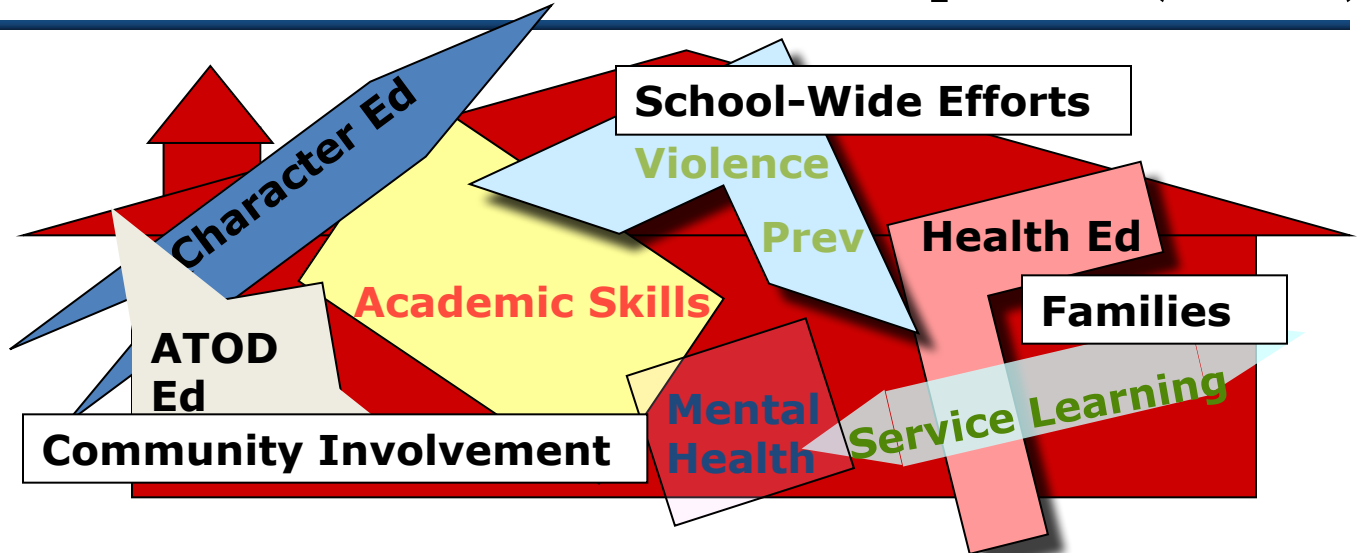 Character Ed
School-Wide Efforts
Violence
Prev
Health Ed
Academic Skills
Families
ATOD
Ed
Mental
Health
Service Learning
Community Involvement